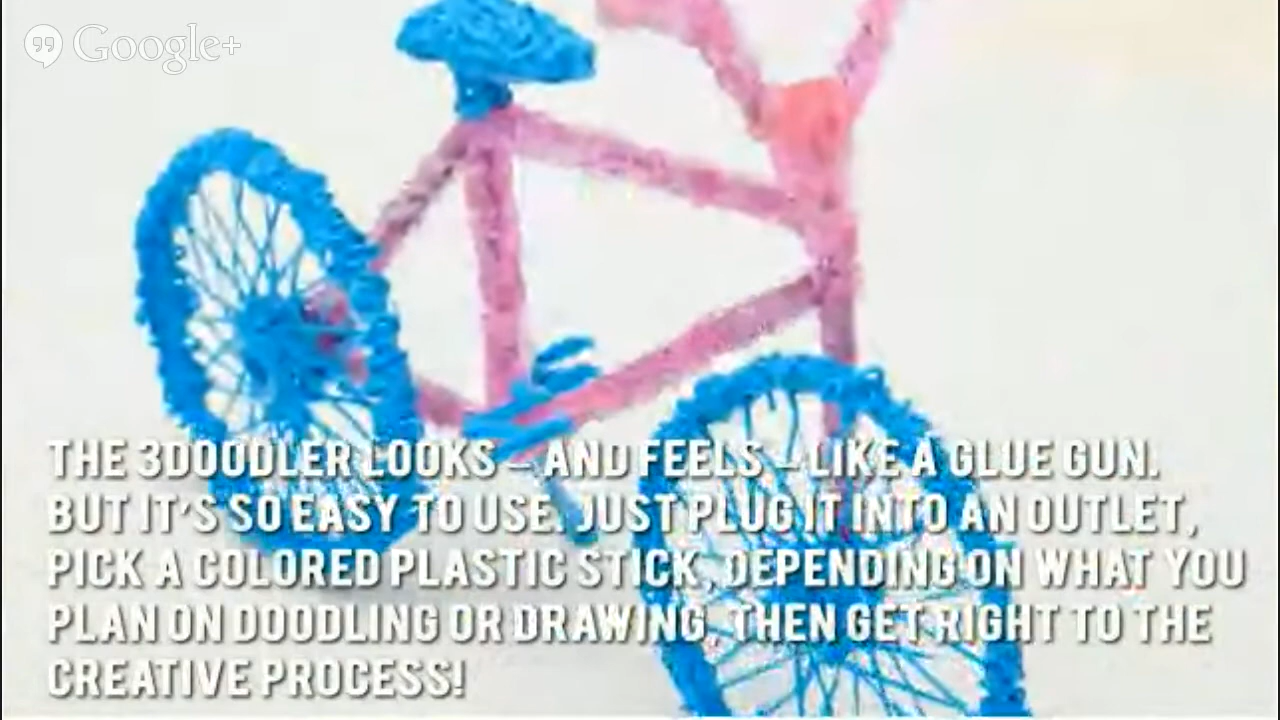 Google+
THE 3DOODLER LOOKS – AND FEELS – LIKE A GLUE GUN.
BUT IT'S SO EASY TO USE. JUST PLUG IT INTO AN OUTLET,
PICK A COLORED PLASTIC STICK, DEPENDING ON WHAT YOU
PLAN ON DOODLING OR DRAWING, THEN GET RIGHT TO THE
CREATIVE PROCESS!